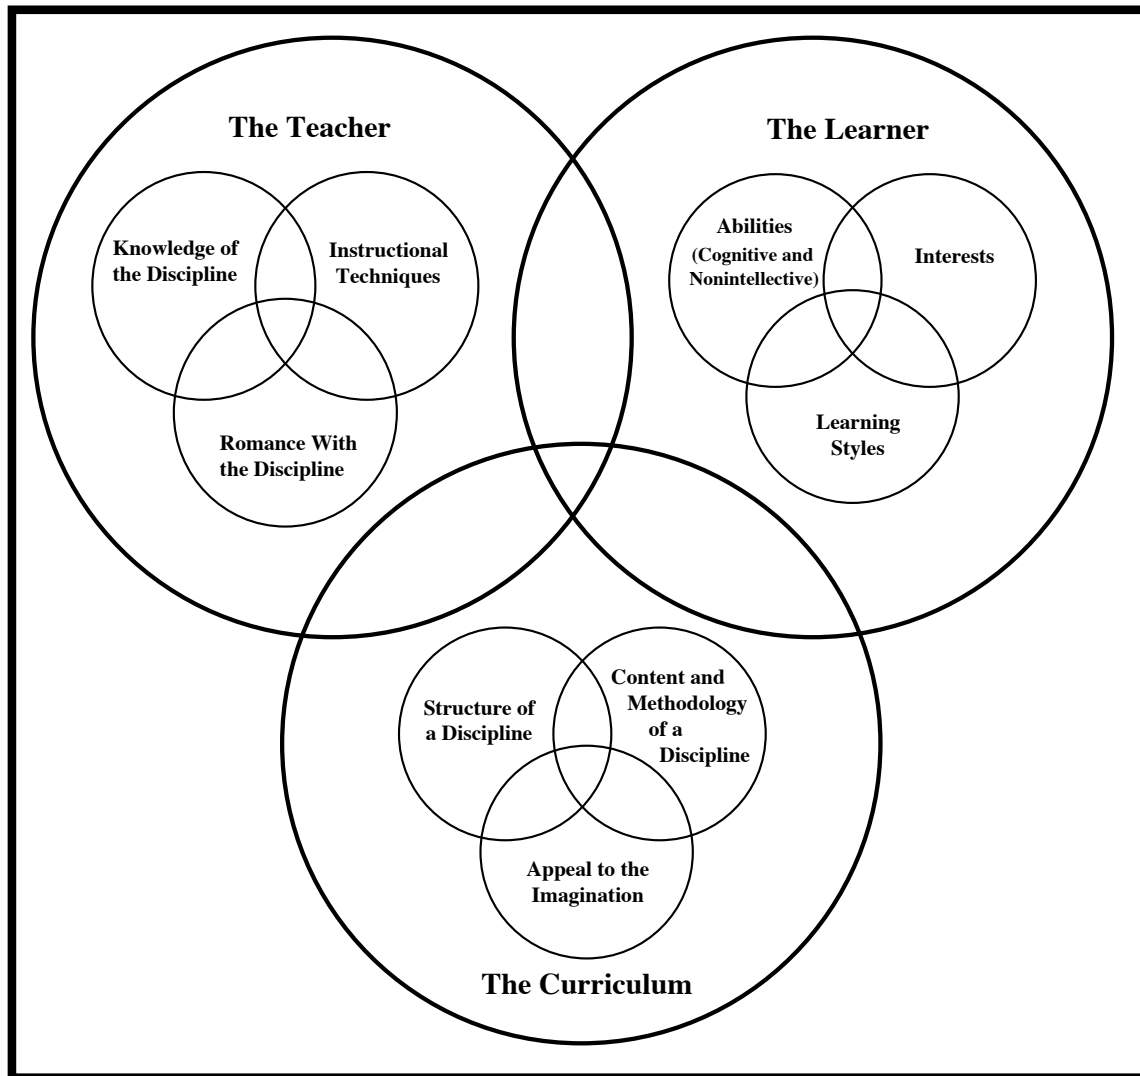 The Teacher
Knowledge of
the Discipline
Instructional
Techniques
Romance With
the Discipline
The Learner
Abilities
(Cognitive and
Nonintellective)
Interests
Learning
Styles
Structure of
a Discipline
Content and
Methodology
of a
Discipline
Appeal to the
Imagination
The Curriculum